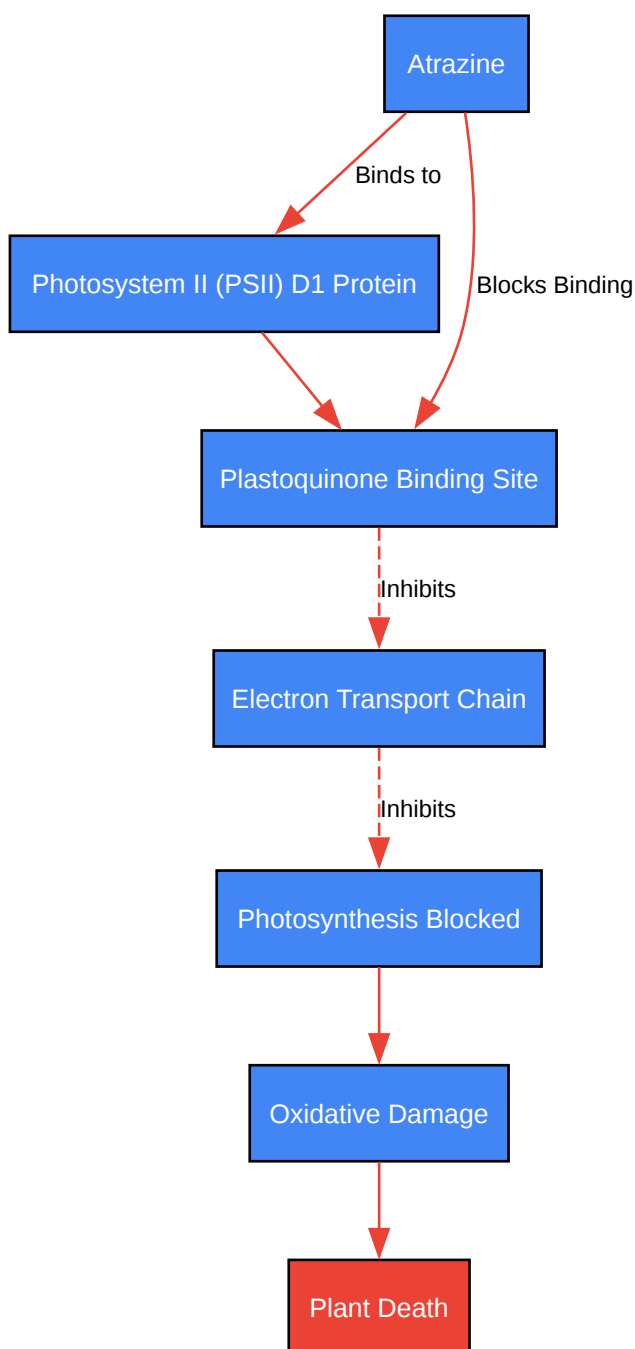 Atrazine
Binds to
Photosystem II (PSII) D1 Protein
Blocks Binding
Plastoquinone Binding Site
Inhibits
Electron Transport Chain
Inhibits
Photosynthesis Blocked
Oxidative Damage
Plant Death